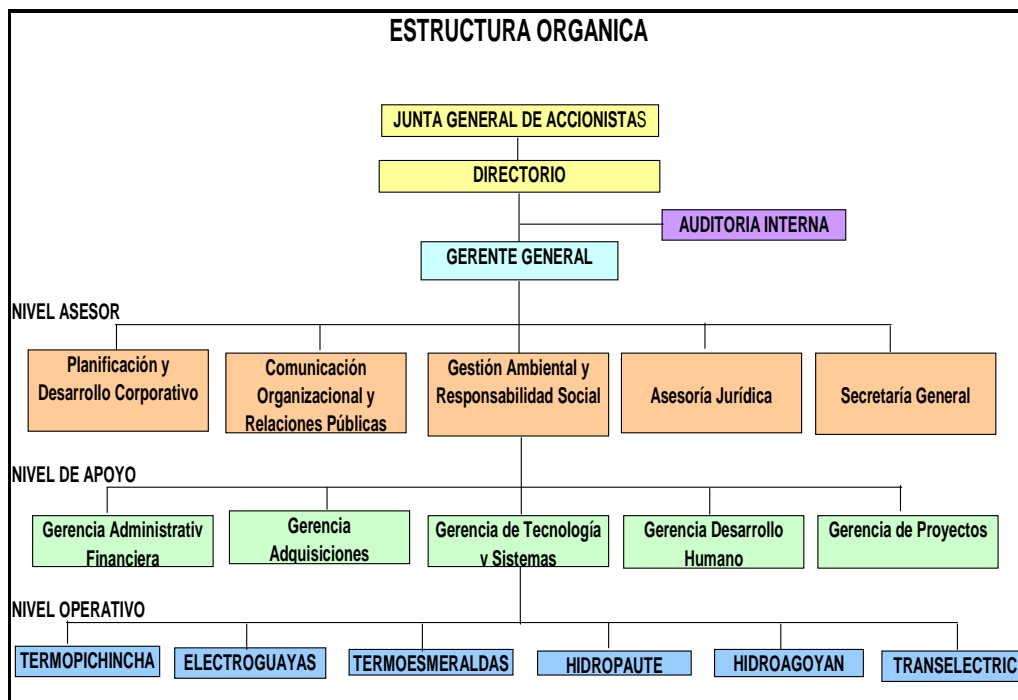 ESTRUCTURA ORGANICA
JUNTA GENERAL DE ACCIONISTAS
DIRECTORIO
AUDITORIA INTERNA
GERENTE GENERAL
NIVEL ASESOR
Planificación y
Desarrollo Corporativo
Comunicación
Organizacional y
Relaciones Públicas
Gestión Ambiental y
Responsabilidad Social
Asesoría Jurídica
Secretaría General
NIVEL DE APOYO
Gerencia Administrativ
Financiera
Gerencia
Adquisiciones
Gerencia de Tecnología
y Sistemas
Gerencia Desarrollo
Humano
Gerencia de Proyectos
NIVEL OPERATIVO
TERMOPICHINCHA
ELECTROGUAYAS
TERMOESMERALDAS
HIDROPAUTE
HIDROAGOYAN
TRANSELECTRIC